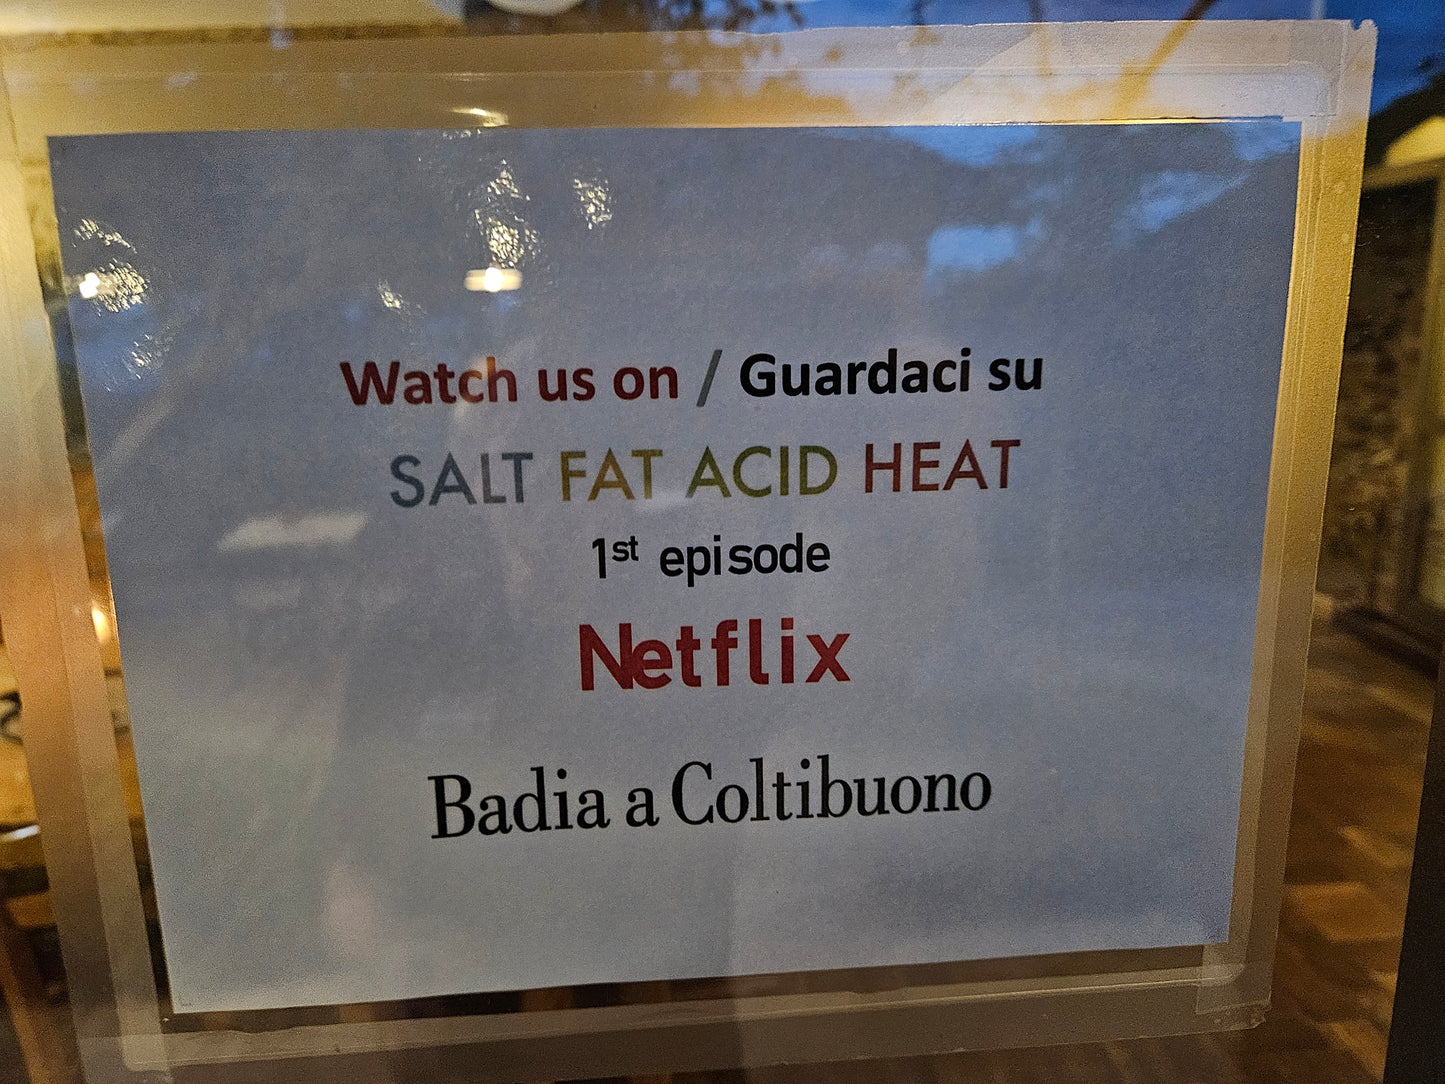 Watch us on / Guardaci su
SALT FAT ACID HEAT
1st episode
Netflix
Badia a Coltibuono